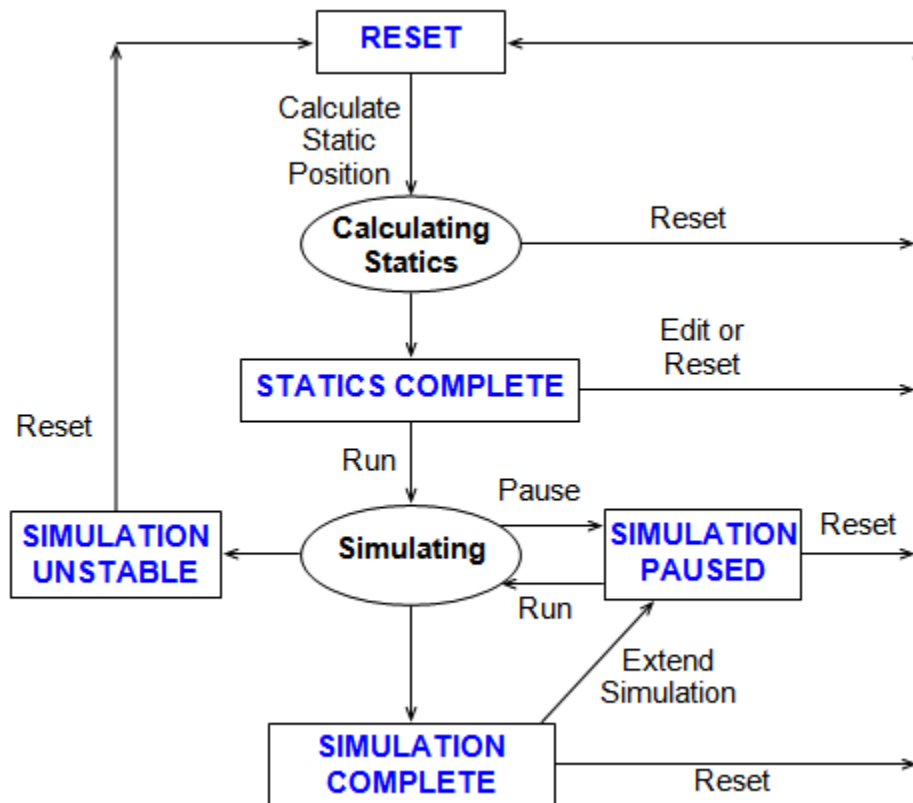 RESET
Calculate
Static
Position
Calculating
Statics
Reset
Edit or
Reset
STATICS COMPLETE
Reset
Run
Pause
SIMULATION
UNSTABLE
Simulating
SIMULATION
PAUSED
Reset
Run
Extend
Simulation
SIMULATION
COMPLETE
Reset